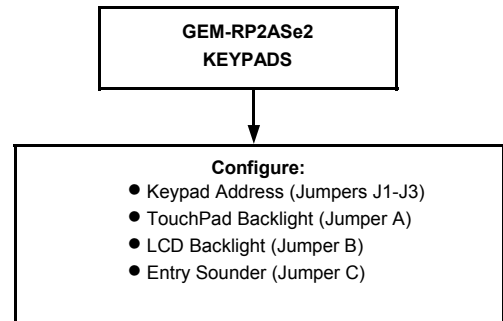 GEM-RP2ASe2
KEYPADS
Configure:
● Keypad Address (Jumpers J1-J3)
● TouchPad Backlight (Jumper A)
● LCD Backlight (Jumper B)
● Entry Sounder (Jumper C)